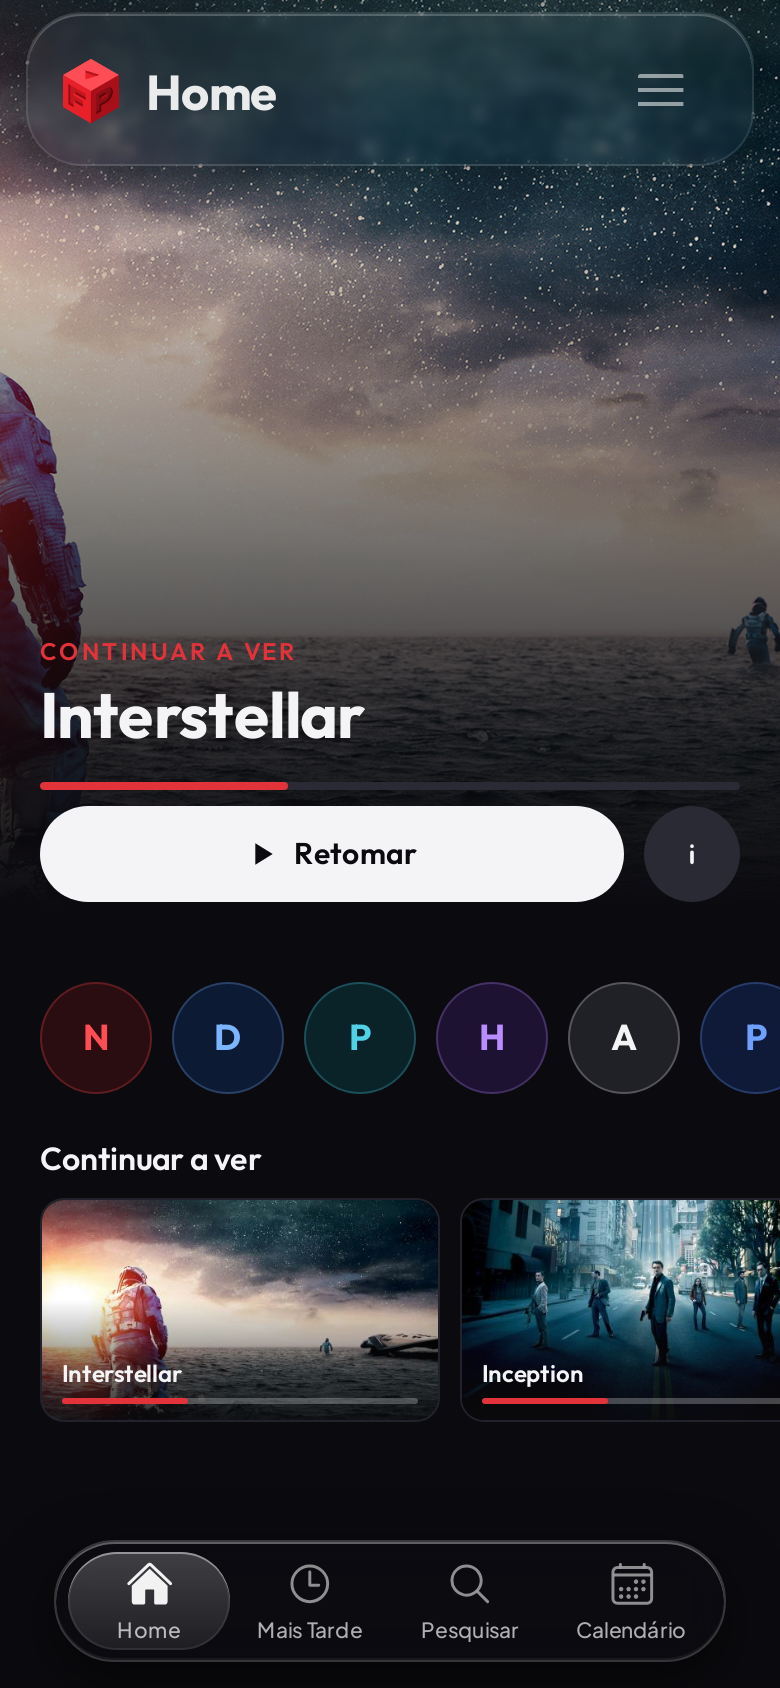 Home
CONTINUAR A VER
Interstellar
Retomar
i
N D P H A P
Continuar a ver
Interstellar
Inception
Home Mais Tarde Pesquisar Calendário